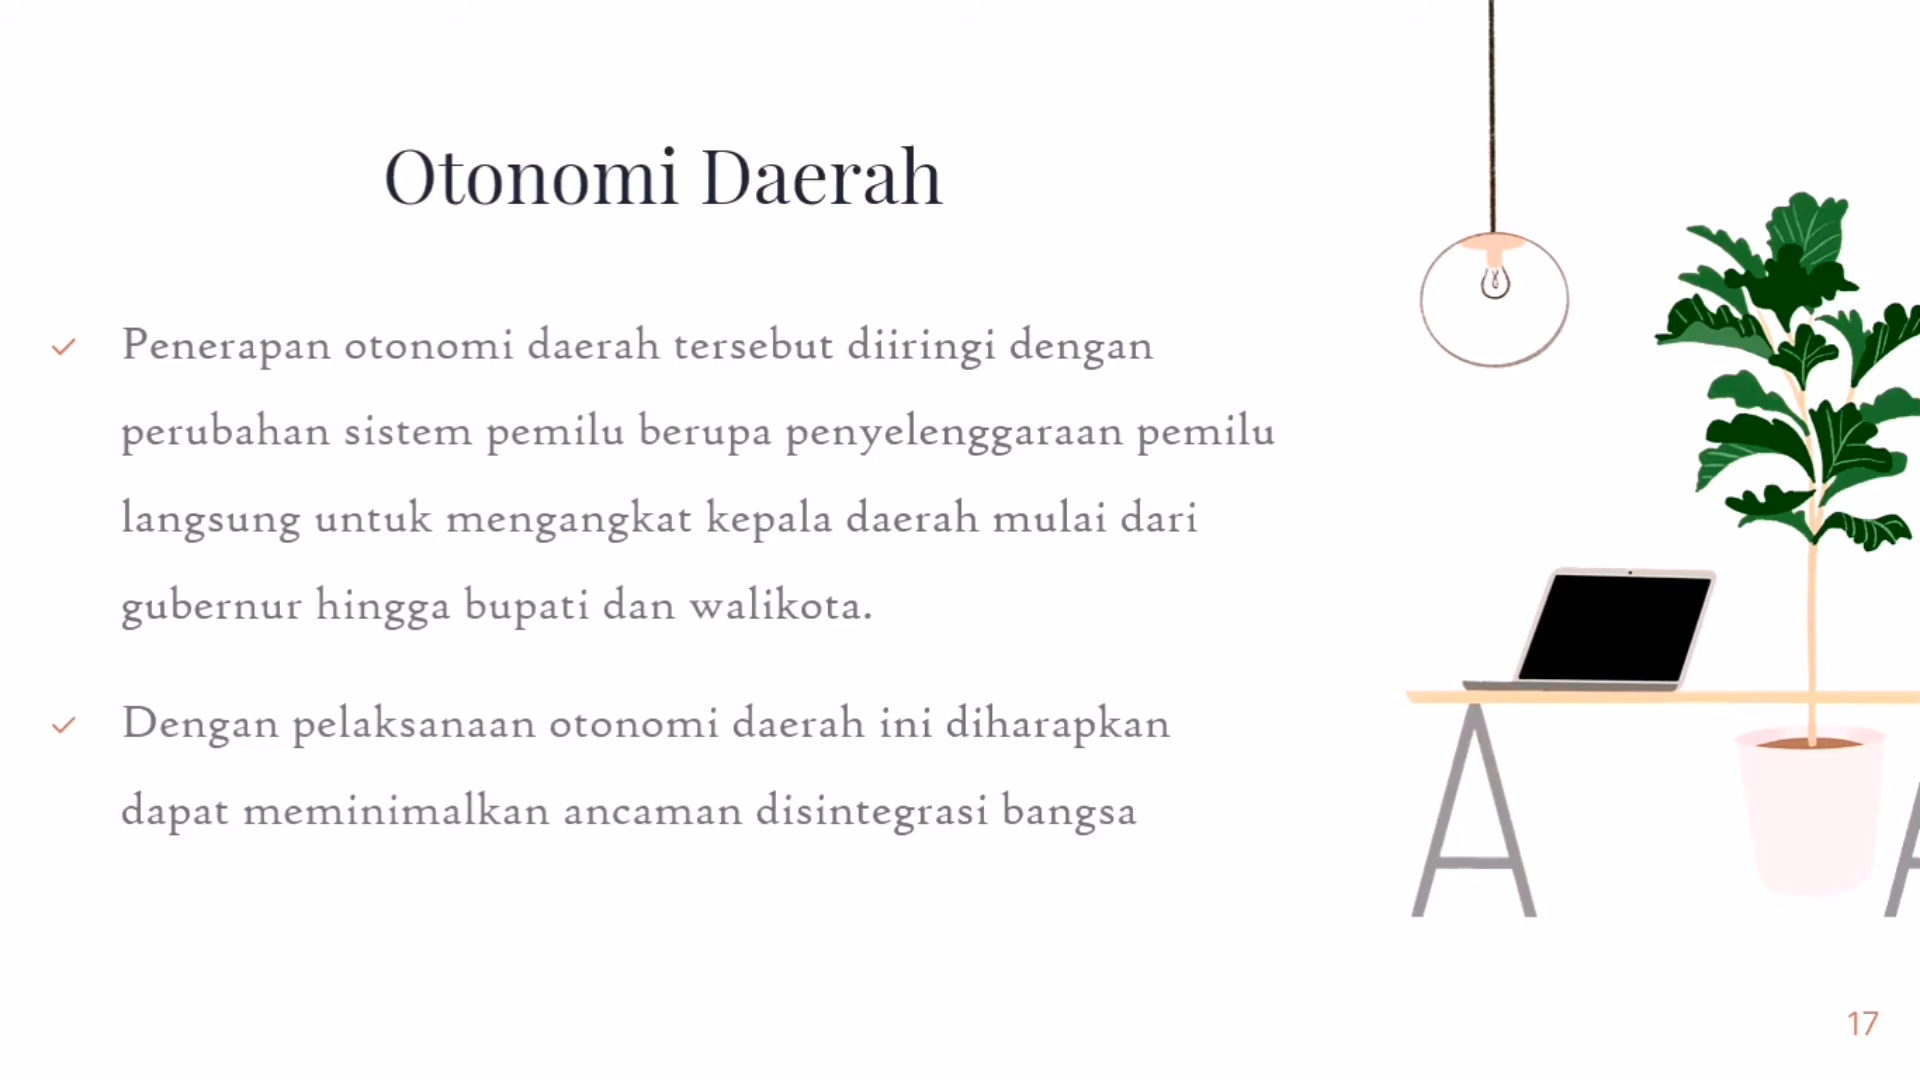 Otonomi Daerah
Penerapan otonomi daerah tersebut diiringi dengan
perubahan sistem pemilu berupa penyelenggaraan pemilu
langsung untuk mengangkat kepala daerah mulai dari
gubernur hingga bupati dan walikota.
Dengan pelaksanaan otonomi daerah ini diharapkan
dapat meminimalkan ancaman disintegrasi bangsa
17